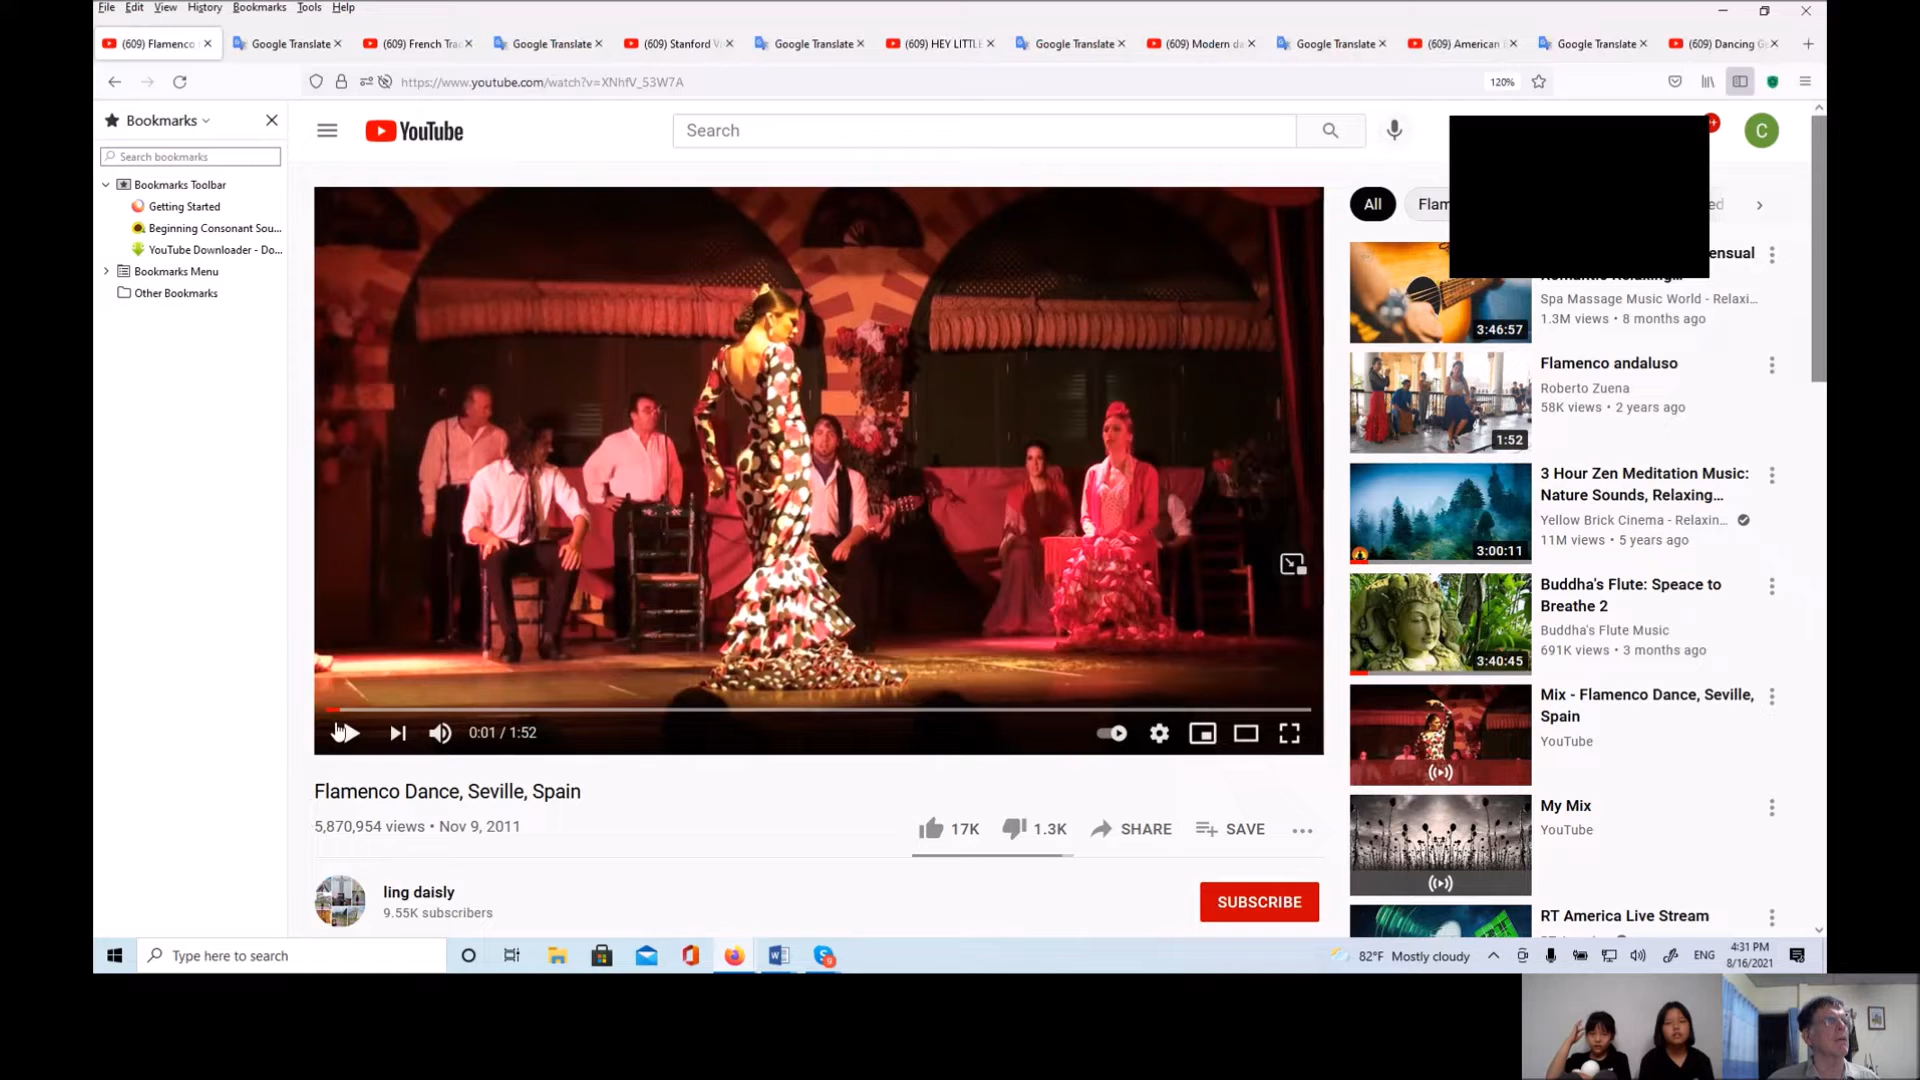 File Edit View History Bookmarks Tools Help
(609) Flamenco Google Translate (609) French Tra Google Translate (609) Stanford V Google Translate (609) HEY LITTL Google Translate (609) Modern da Google Translate (609) American Google Translate (609) Dancing G
https://www.youtube.com/watch?v=XNhfV_53W7A
120%
Bookmarks
Search bookmarks
Bookmarks Toolbar
Getting Started
Beginning Consonant Sou...
YouTube Downloader - Do...
Bookmarks Menu
Other Bookmarks
YouTube
Search
C
0:01 / 1:52
Flamenco Dance, Seville, Spain
5,870,954 views • Nov 9, 2011
17K 1.3K SHARE SAVE
ling daisly
9.55K subscribers
SUBSCRIBE
All Flam ed
ensual
Romantic Relaxing...
Spa Massage Music World - Relaxi...
1.3M views • 8 months ago
3:46:57
Flamenco andaluso
Roberto Zuena
58K views • 2 years ago
1:52
3 Hour Zen Meditation Music:
Nature Sounds, Relaxing...
Yellow Brick Cinema - Relaxin...
11M views • 5 years ago
3:00:11
Buddha's Flute: Speace to
Breathe 2
Buddha's Flute Music
691K views • 3 months ago
3:40:45
Mix - Flamenco Dance, Seville,
Spain
YouTube
My Mix
YouTube
RT America Live Stream
Type here to search
82°F Mostly cloudy
ENG
4:31 PM
8/16/2021